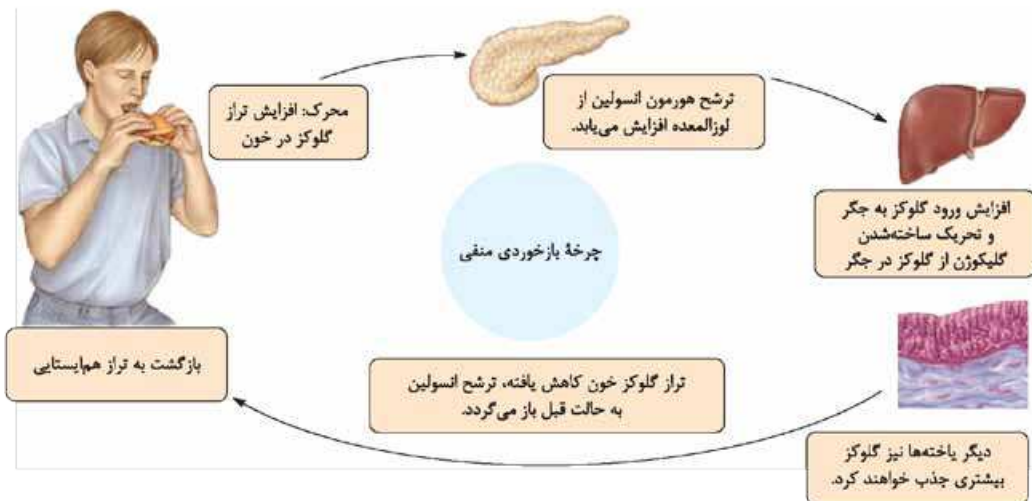 محرک: افزایش تراز
گلوکز در خون
ترشح هورمون انسولین از
لوزالمعده افزایش می‌یابد.
افزایش ورود گلوکز به جگر
و تحریک ساخته‌شدن
گلیکوژن از گلوکز در جگر
دیگر یاخته‌ها نیز گلوکز
بیشتری جذب خواهند کرد.
تراز گلوکز خون کاهش یافته، ترشح انسولین
به حالت قبل باز می‌گردد.
بازگشت به تراز هم‌ایستایی
چرخهٔ بازخوردی منفی